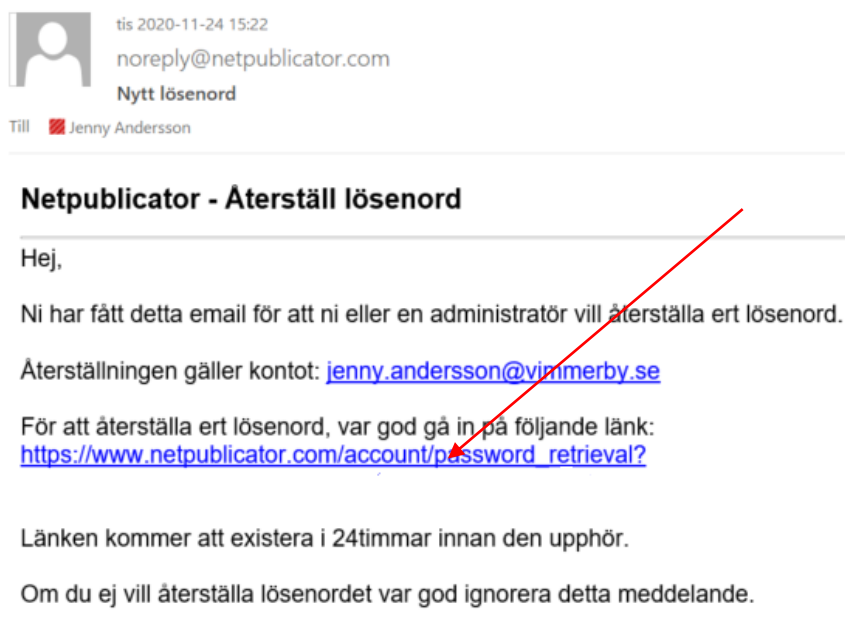 tis 2020-11-24 15:22
noreply@netpublicator.com
Nytt lösenord
Till Jenny Andersson
Netpublicator - Återställ lösenord
Hej,
Ni har fått detta email för att ni eller en administratör vill återställa ert lösenord.
Återställningen gäller kontot: jenny.andersson@vimmerby.se
För att återställa ert lösenord, var god gå in på följande länk:
https://www.netpublicator.com/account/password_retrieval?
Länken kommer att existera i 24timmar innan den upphör.
Om du ej vill återställa lösenordet var god ignorera detta meddelande.